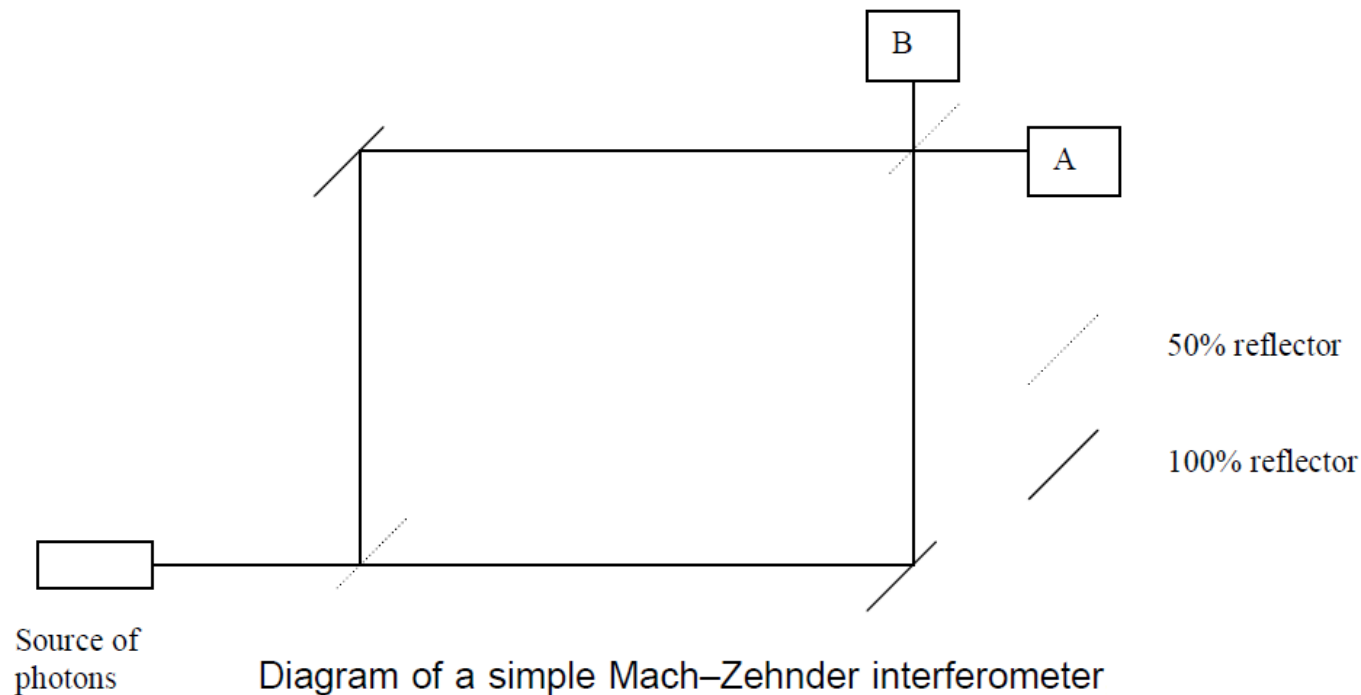 B
A
50% reflector
100% reflector
Source of
photons
Diagram of a simple Mach–Zehnder interferometer